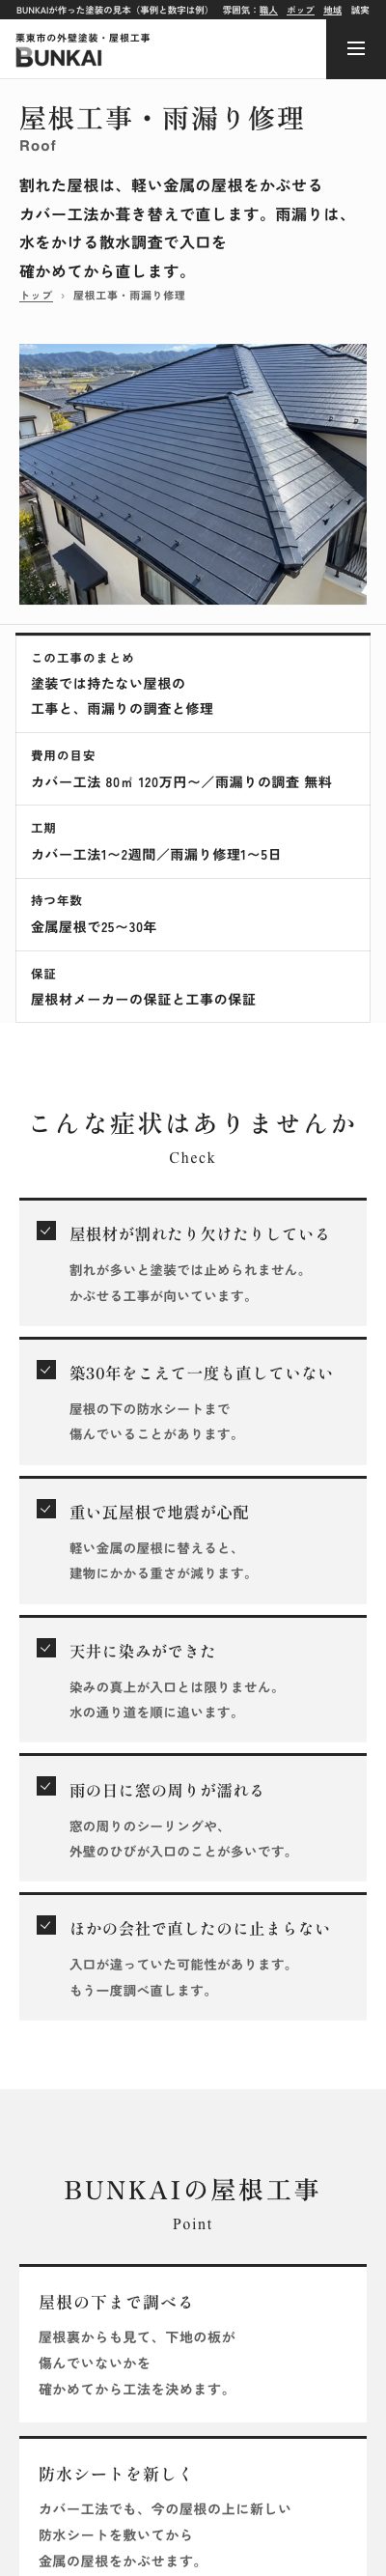 BUNKAIが作った塗装の見本（事例と数字は例） 雰囲気：職人 ポップ 地域 誠実
栗東市の外壁塗装・屋根工事
BUNKAI
屋根工事・雨漏り修理
Roof
割れた屋根は、軽い金属の屋根をかぶせる
カバー工法か葺き替えで直します。雨漏りは、
水をかける散水調査で入口を
確かめてから直します。
トップ › 屋根工事・雨漏り修理
この工事のまとめ
塗装では持たない屋根の
工事と、雨漏りの調査と修理
費用の目安
カバー工法 80㎡ 120万円〜／雨漏りの調査 無料
工期
カバー工法1〜2週間／雨漏り修理1〜5日
持つ年数
金属屋根で25〜30年
保証
屋根材メーカーの保証と工事の保証
こんな症状はありませんか
Check
屋根材が割れたり欠けたりしている
割れが多いと塗装では止められません。
かぶせる工事が向いています。
築30年をこえて一度も直していない
屋根の下の防水シートまで
傷んでいることがあります。
重い瓦屋根で地震が心配
軽い金属の屋根に替えると、
建物にかかる重さが減ります。
天井に染みができた
染みの真上が入口とは限りません。
水の通り道を順に追います。
雨の日に窓の周りが濡れる
窓の周りのシーリングや、
外壁のひびが入口のことが多いです。
ほかの会社で直したのに止まらない
入口が違っていた可能性があります。
もう一度調べ直します。
BUNKAIの屋根工事
Point
屋根の下まで調べる
屋根裏からも見て、下地の板が
傷んでいないかを
確かめてから工法を決めます。
防水シートを新しく
カバー工法でも、今の屋根の上に新しい
防水シートを敷いてから
金属の屋根をかぶせます。